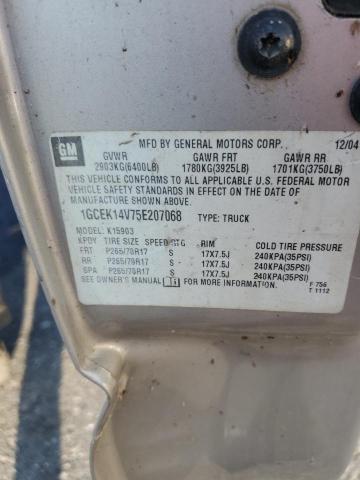 GM
MFD BY GENERAL MOTORS CORP. 12/04
GVWR GAWR FRT GAWR RR
2903KG(6400LB) 1780KG(3925LB) 1701KG(3750LB)
THIS VEHICLE CONFORMS TO ALL APPLICABLE U.S. FEDERAL MOTOR
VEHICLE SAFETY STANDARDS IN EFFECT ON THE DATE OF
MANUFACTURE SHOWN ABOVE.
1GCEK14V75E207068 TYPE: TRUCK
MODEL: K15903
KPDY TIRE SIZE SPEED RTG RIM COLD TIRE PRESSURE
FRT P265/70R17 S 17X7.5J 240KPA(35PSI)
RR P265/70R17 S 17X7.5J 240KPA(35PSI)
SPA P265/70R17 S 17X7.5J 240KPA(35PSI)
SEE OWNER'S MANUAL FOR MORE INFORMATION.
F 756
T 1112